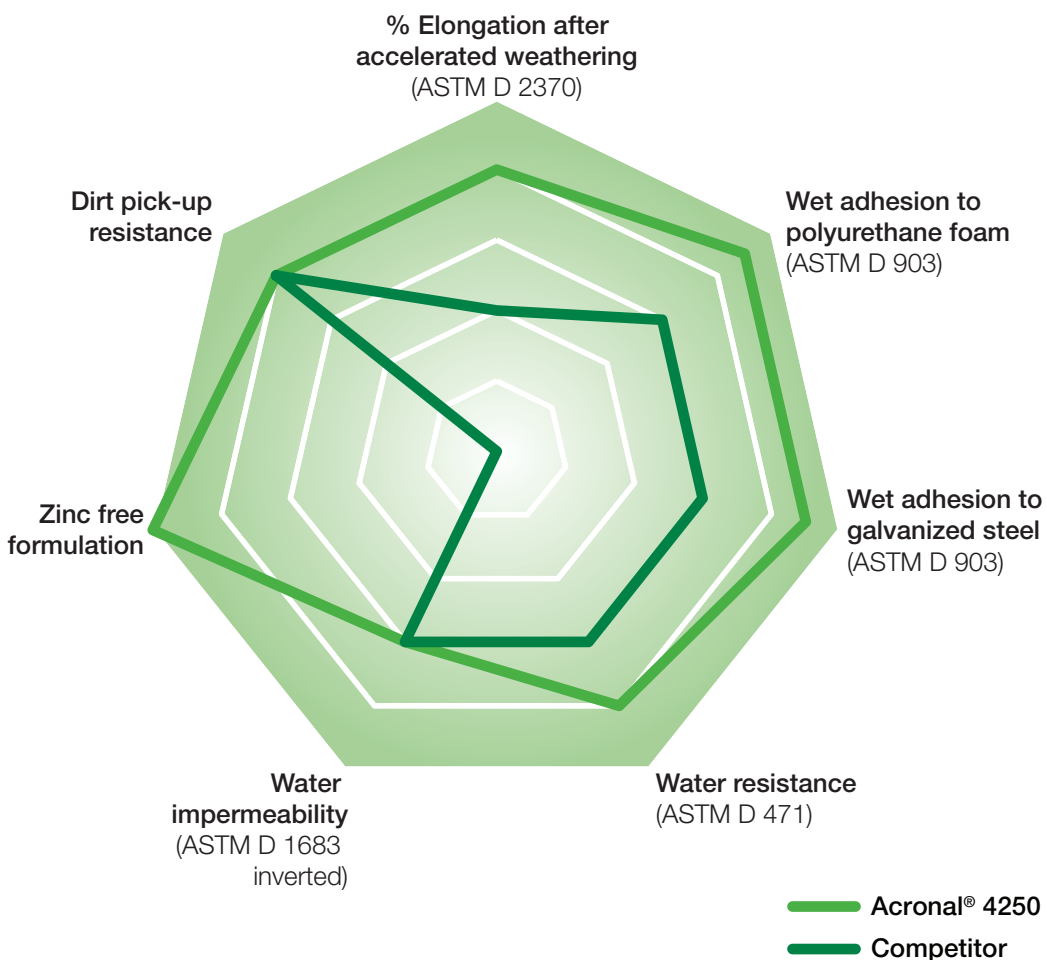 % Elongation after
accelerated weathering
(ASTM D 2370)
Dirt pick-up
resistance
Wet adhesion to
polyurethane foam
(ASTM D 903)
Zinc free
formulation
Wet adhesion to
galvanized steel
(ASTM D 903)
Water
impermeability
(ASTM D 1683
inverted)
Water resistance
(ASTM D 471)
Acronal® 4250
Competitor